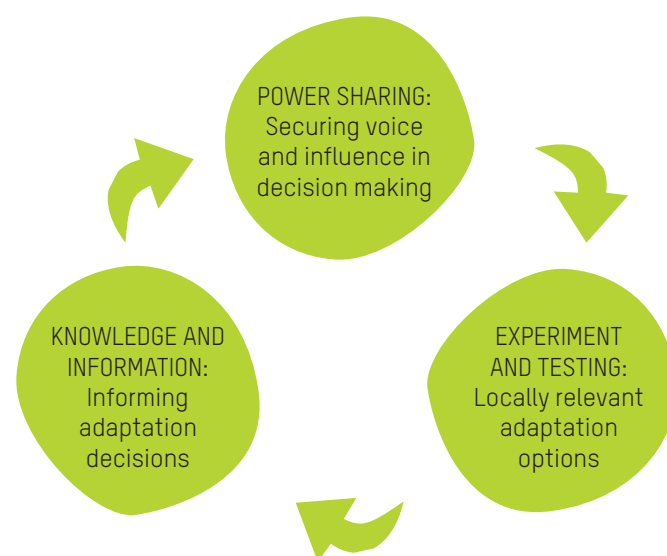 POWER SHARING:
Securing voice
and influence in
decision making
EXPERIMENT
AND TESTING:
Locally relevant
adaptation
options
KNOWLEDGE AND
INFORMATION:
Informing
adaptation
decisions